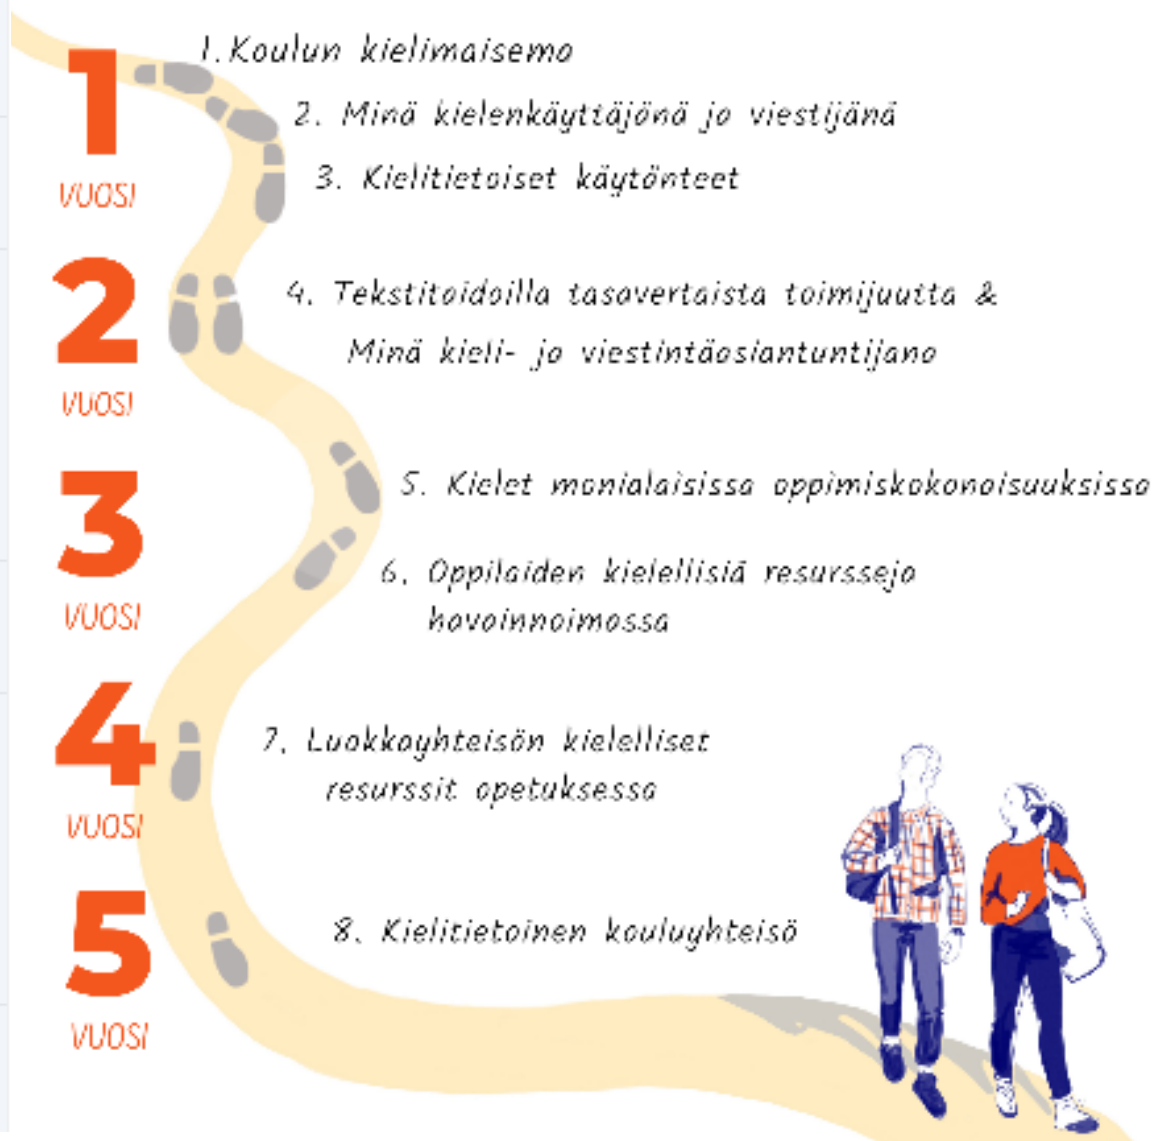 1. Koulun kielimaisema
1
VUOSI
2. Minä kielenkäyttäjänä ja viestijänä
3. Kielitietoiset käytänteet
2
VUOSI
4. Tekstitaidoilla tasavertaista toimijuutta &
Minä kieli- ja viestintäasiantuntijana
3
VUOSI
5. Kielet monialaisissa oppimiskokonaisuuksissa
6. Oppilaiden kielellisiä resursseja
havainnoimassa
4
VUOSI
7. Luokkayhteisön kielelliset
resurssit opetuksessa
5
VUOSI
8. Kielitietoinen kouluyhteisö